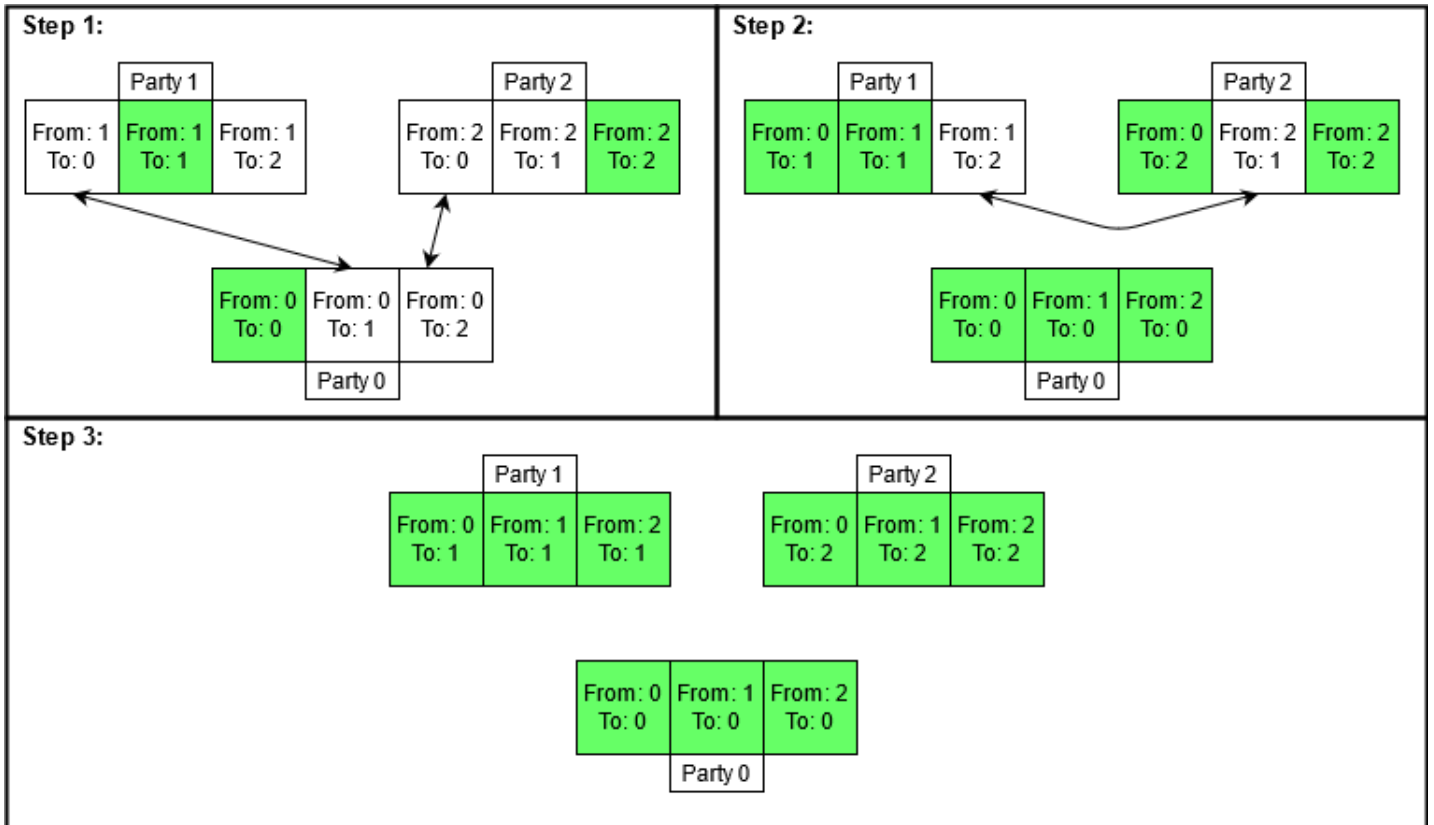 Step 1:
Party 1
From: 1
To: 0
From: 1
To: 1
From: 1
To: 2
Party 2
From: 2
To: 0
From: 2
To: 1
From: 2
To: 2
From: 0
To: 0
From: 0
To: 1
From: 0
To: 2
Party 0
Step 2:
Party 1
From: 0
To: 1
From: 1
To: 1
From: 1
To: 2
Party 2
From: 0
To: 2
From: 2
To: 1
From: 2
To: 2
From: 0
To: 0
From: 1
To: 0
From: 2
To: 0
Party 0
Step 3:
Party 1
From: 0
To: 1
From: 1
To: 1
From: 2
To: 1
Party 2
From: 0
To: 2
From: 1
To: 2
From: 2
To: 2
From: 0
To: 0
From: 1
To: 0
From: 2
To: 0
Party 0